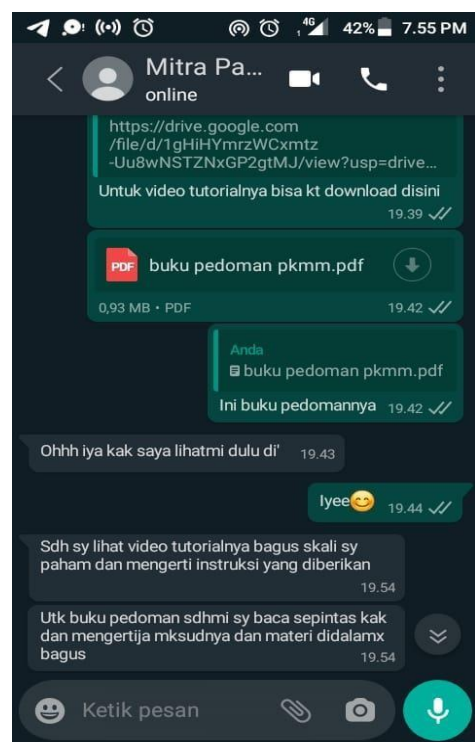 4G 42% 7.55 PM
Mitra Pa...
online
https://drive.google.com
/file/d/1gHiHYmrzWCxmtz
-Uu8wNSTZNxGP2gtMJ/view?usp=drive...
Untuk video tutorialnya bisa kt download disini
19.39
PDF buku pedoman pkmm.pdf
0,93 MB • PDF 19.42
Anda
buku pedoman pkmm.pdf
Ini buku pedomannya 19.42
Ohhh iya kak saya lihatmi dulu di' 19.43
Iyee😊 19.44
Sdh sy lihat video tutorialnya bagus skali sy
paham dan mengerti instruksi yang diberikan
19.54
Utk buku pedoman sdhmi sy baca sepintas kak
dan mengertija mksudnya dan materi didalamx
bagus 19.54
Ketik pesan